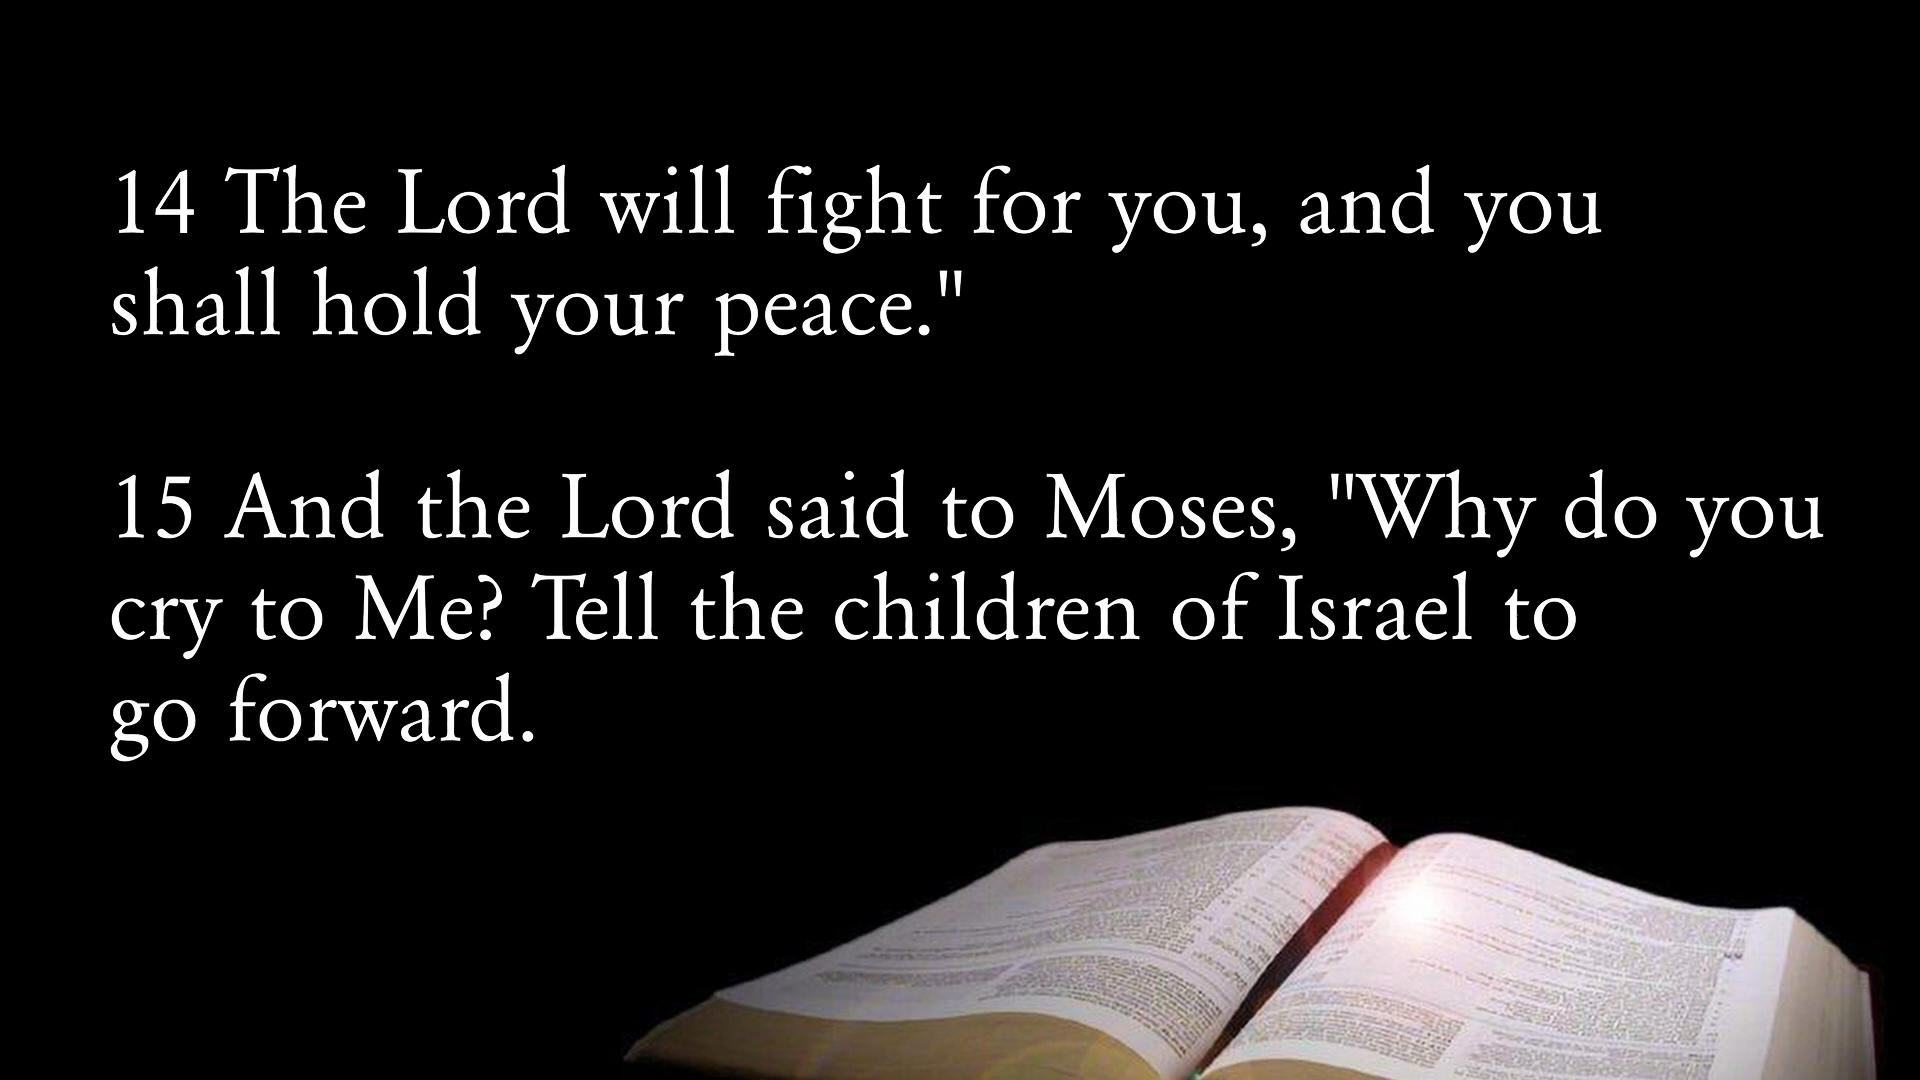 14 The Lord will fight for you, and you
shall hold your peace."
15 And the Lord said to Moses, "Why do you
cry to Me? Tell the children of Israel to
go forward.